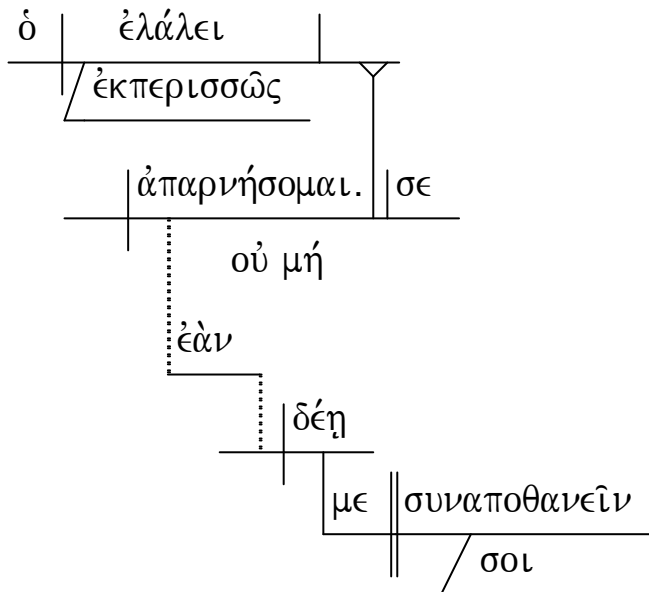 ὁ ἐλάλει
ἐκπερισσῶς
ἀπαρνήσομαι. σε
οὐ μή
ἐὰν
δέῃ
με συναποθανεῖν
σοι